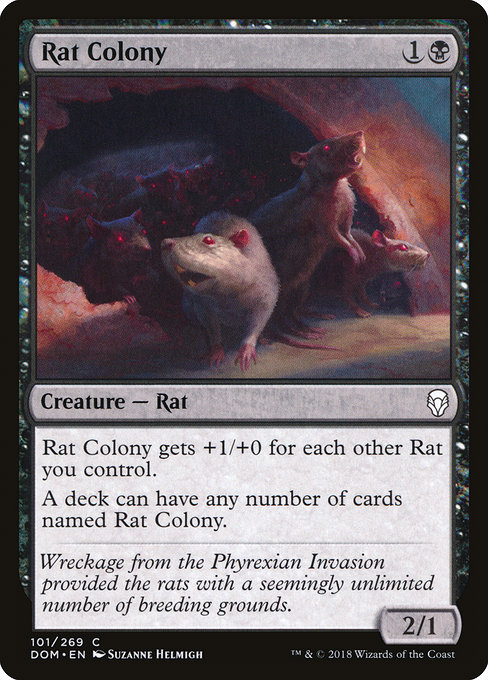 Rat Colony 1
Creature — Rat
Rat Colony gets +1/+0 for each other Rat
you control.
A deck can have any number of cards
named Rat Colony.
Wreckage from the Phyrexian Invasion
provided the rats with a seemingly unlimited
number of breeding grounds.
2/1
101/269 C
DOM • EN Suzanne Helmigh
™ & © 2018 Wizards of the Coast